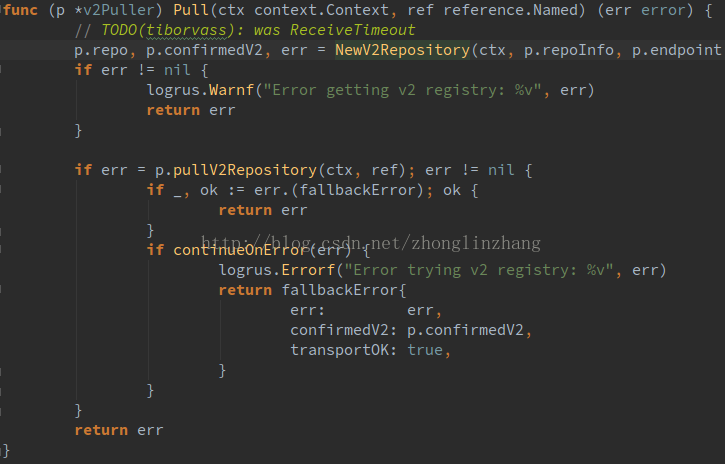 func (p *v2Puller) Pull(ctx context.Context, ref reference.Named) (err error) {
// TODO(tiborvass): was ReceiveTimeout
p.repo, p.confirmedV2, err = NewV2Repository(ctx, p.repoInfo, p.endpoint
if err != nil {
logrus.Warnf("Error getting v2 registry: %v", err)
return err
}
if err = p.pullV2Repository(ctx, ref); err != nil {
if _, ok := err.(fallbackError); ok {
return err
}
http://blog.csdn.net/zhonglinzhang
if continueOnError(err) {
logrus.Errorf("Error trying v2 registry: %v", err)
return fallbackError{
err: err,
confirmedV2: p.confirmedV2,
transportOK: true,
}
}
}
return err
}